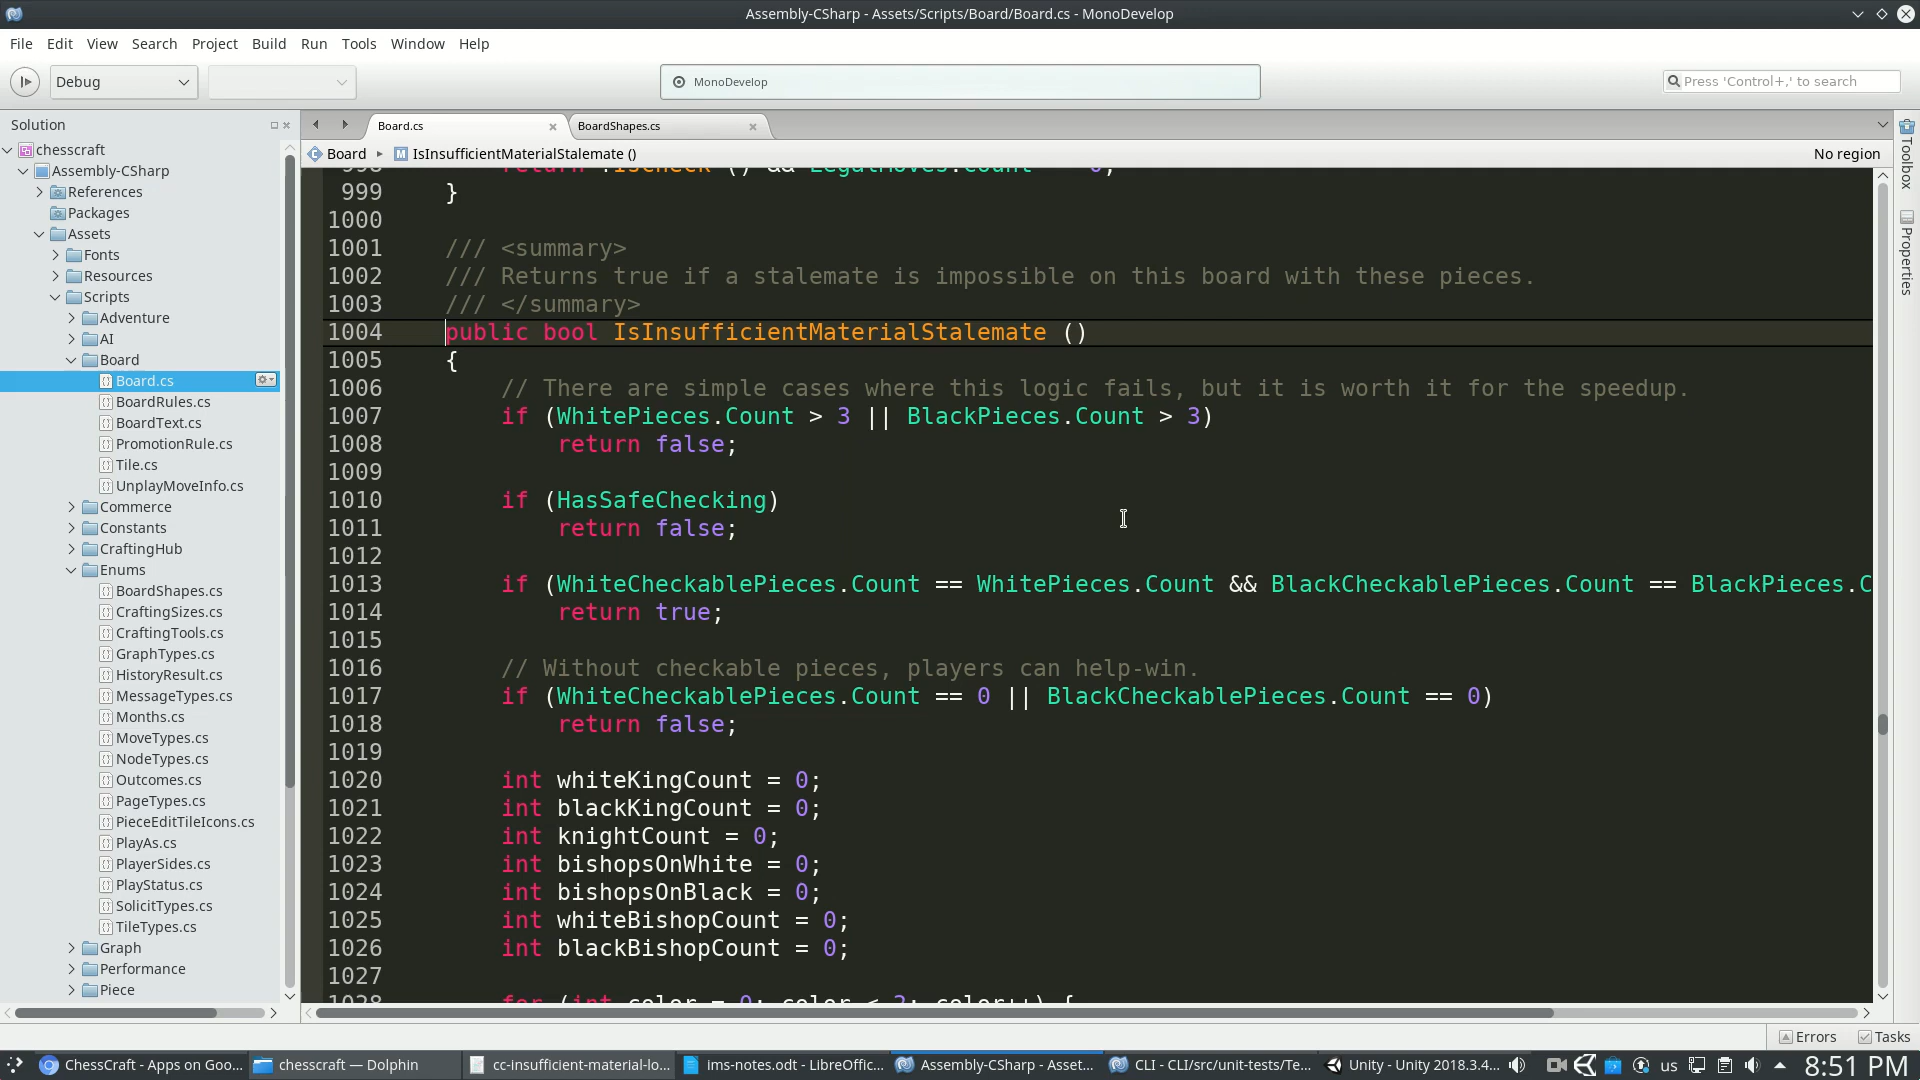 Assembly-CSharp - Assets/Scripts/Board/Board.cs - MonoDevelop
File Edit View Search Project Build Run Tools Window Help
Debug
MonoDevelop
Press 'Control+,' to search
Solution
chesscraft
Assembly-CSharp
References
Packages
Assets
Fonts
Resources
Scripts
Adventure
AI
Board
Board.cs
BoardRules.cs
BoardText.cs
PromotionRule.cs
Tile.cs
UnplayMoveInfo.cs
Commerce
Constants
CraftingHub
Enums
BoardShapes.cs
CraftingSizes.cs
CraftingTools.cs
GraphTypes.cs
HistoryResult.cs
MessageTypes.cs
Months.cs
MoveTypes.cs
NodeTypes.cs
Outcomes.cs
PageTypes.cs
PieceEditTileIcons.cs
PlayAs.cs
PlayerSides.cs
PlayStatus.cs
SolicitTypes.cs
TileTypes.cs
Graph
Performance
Piece
Board.cs BoardShapes.cs
Board IsInsufficientMaterialStalemate () No region
999 }
1000
1001 /// <summary>
1002 /// Returns true if a stalemate is impossible on this board with these pieces.
1003 /// </summary>
1004 public bool IsInsufficientMaterialStalemate ()
1005 {
1006 // There are simple cases where this logic fails, but it is worth it for the speedup.
1007 if (WhitePieces.Count > 3 || BlackPieces.Count > 3)
1008 return false;
1009
1010 if (HasSafeChecking)
1011 return false;
1012
1013 if (WhiteCheckablePieces.Count == WhitePieces.Count && BlackCheckablePieces.Count == BlackPieces.C
1014 return true;
1015
1016 // Without checkable pieces, players can help-win.
1017 if (WhiteCheckablePieces.Count == 0 || BlackCheckablePieces.Count == 0)
1018 return false;
1019
1020 int whiteKingCount = 0;
1021 int blackKingCount = 0;
1022 int knightCount = 0;
1023 int bishopsOnWhite = 0;
1024 int bishopsOnBlack = 0;
1025 int whiteBishopCount = 0;
1026 int blackBishopCount = 0;
1027
1028 for (int color = 0; color < 2; color++) {
Toolbox
Properties
Errors Tasks
ChessCraft - Apps on Goo... chesscraft — Dolphin cc-insufficient-material-lo... ims-notes.odt - LibreOffic... Assembly-CSharp - Asset... CLI - CLI/src/unit-tests/Te... Unity - Unity 2018.3.4... us 8:51 PM